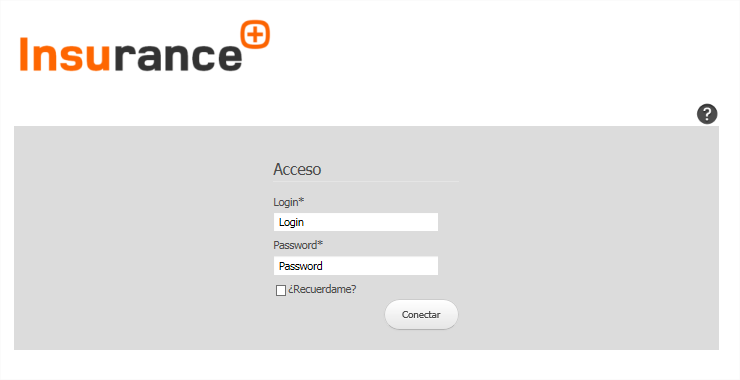 Insurance
?
Acceso
Login*
Login
Password*
Password
¿Recuerdame?
Conectar